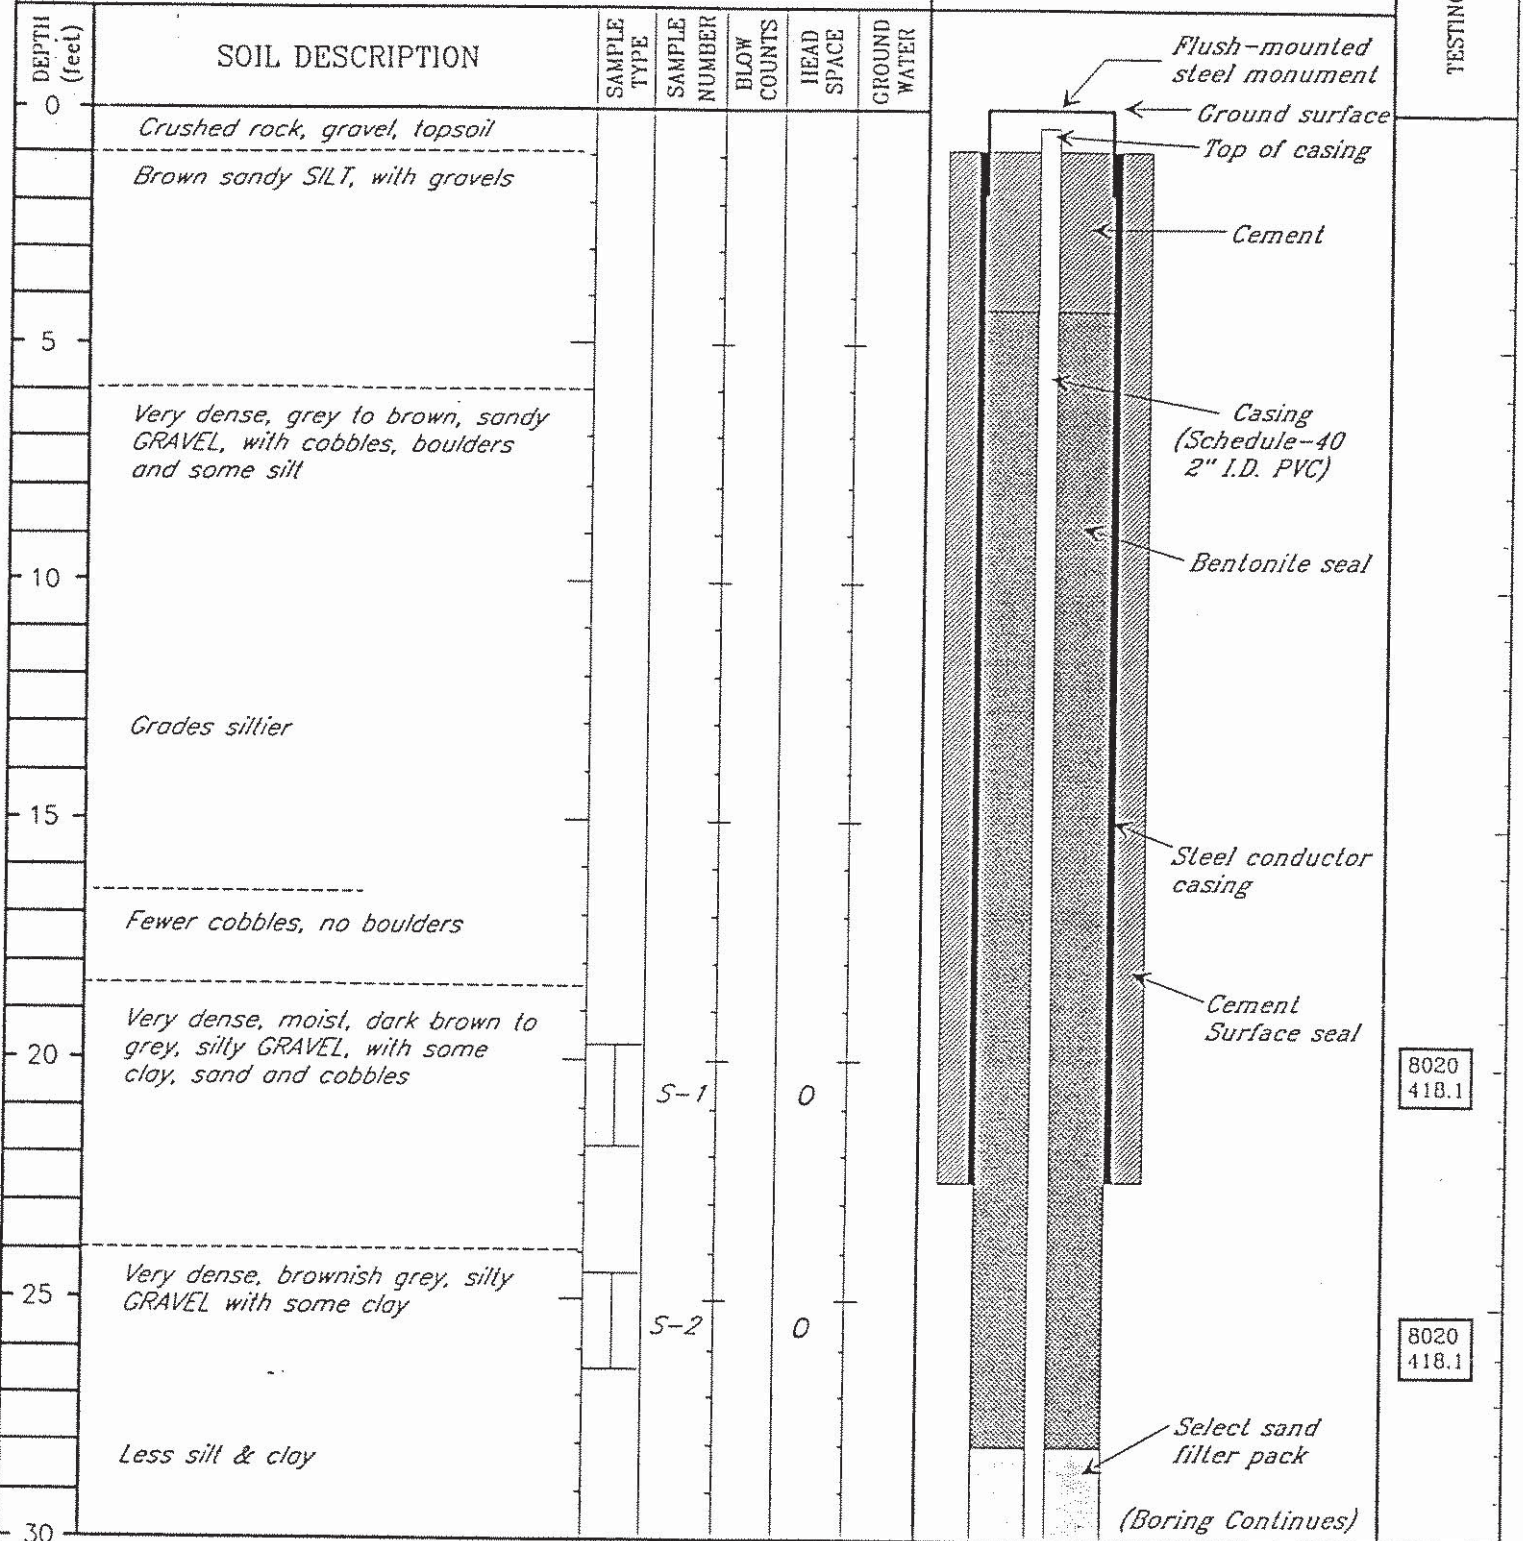 DEPTH
(feet)
SOIL DESCRIPTION
SAMPLE
TYPE
SAMPLE
NUMBER
BLOW
COUNTS
HEAD
SPACE
GROUND
WATER
TESTING
Flush-mounted
steel monument
0
Ground surface
Crushed rock, gravel, topsoil
Top of casing
Brown sandy SILT, with gravels
Cement
5
Very dense, grey to brown, sandy
GRAVEL, with cobbles, boulders
and some silt
Casing
(Schedule-40
2" I.D. PVC)
Bentonite seal
10
Grades siltier
15
Steel conductor
casing
Fewer cobbles, no boulders
Cement
Surface seal
Very dense, moist, dark brown to
grey, silty GRAVEL, with some
clay, sand and cobbles
20
S-1
0
8020
418.1
Very dense, brownish grey, silty
GRAVEL with some clay
25
S-2
0
8020
418.1
Select sand
filter pack
Less silt & clay
(Boring Continues)
30